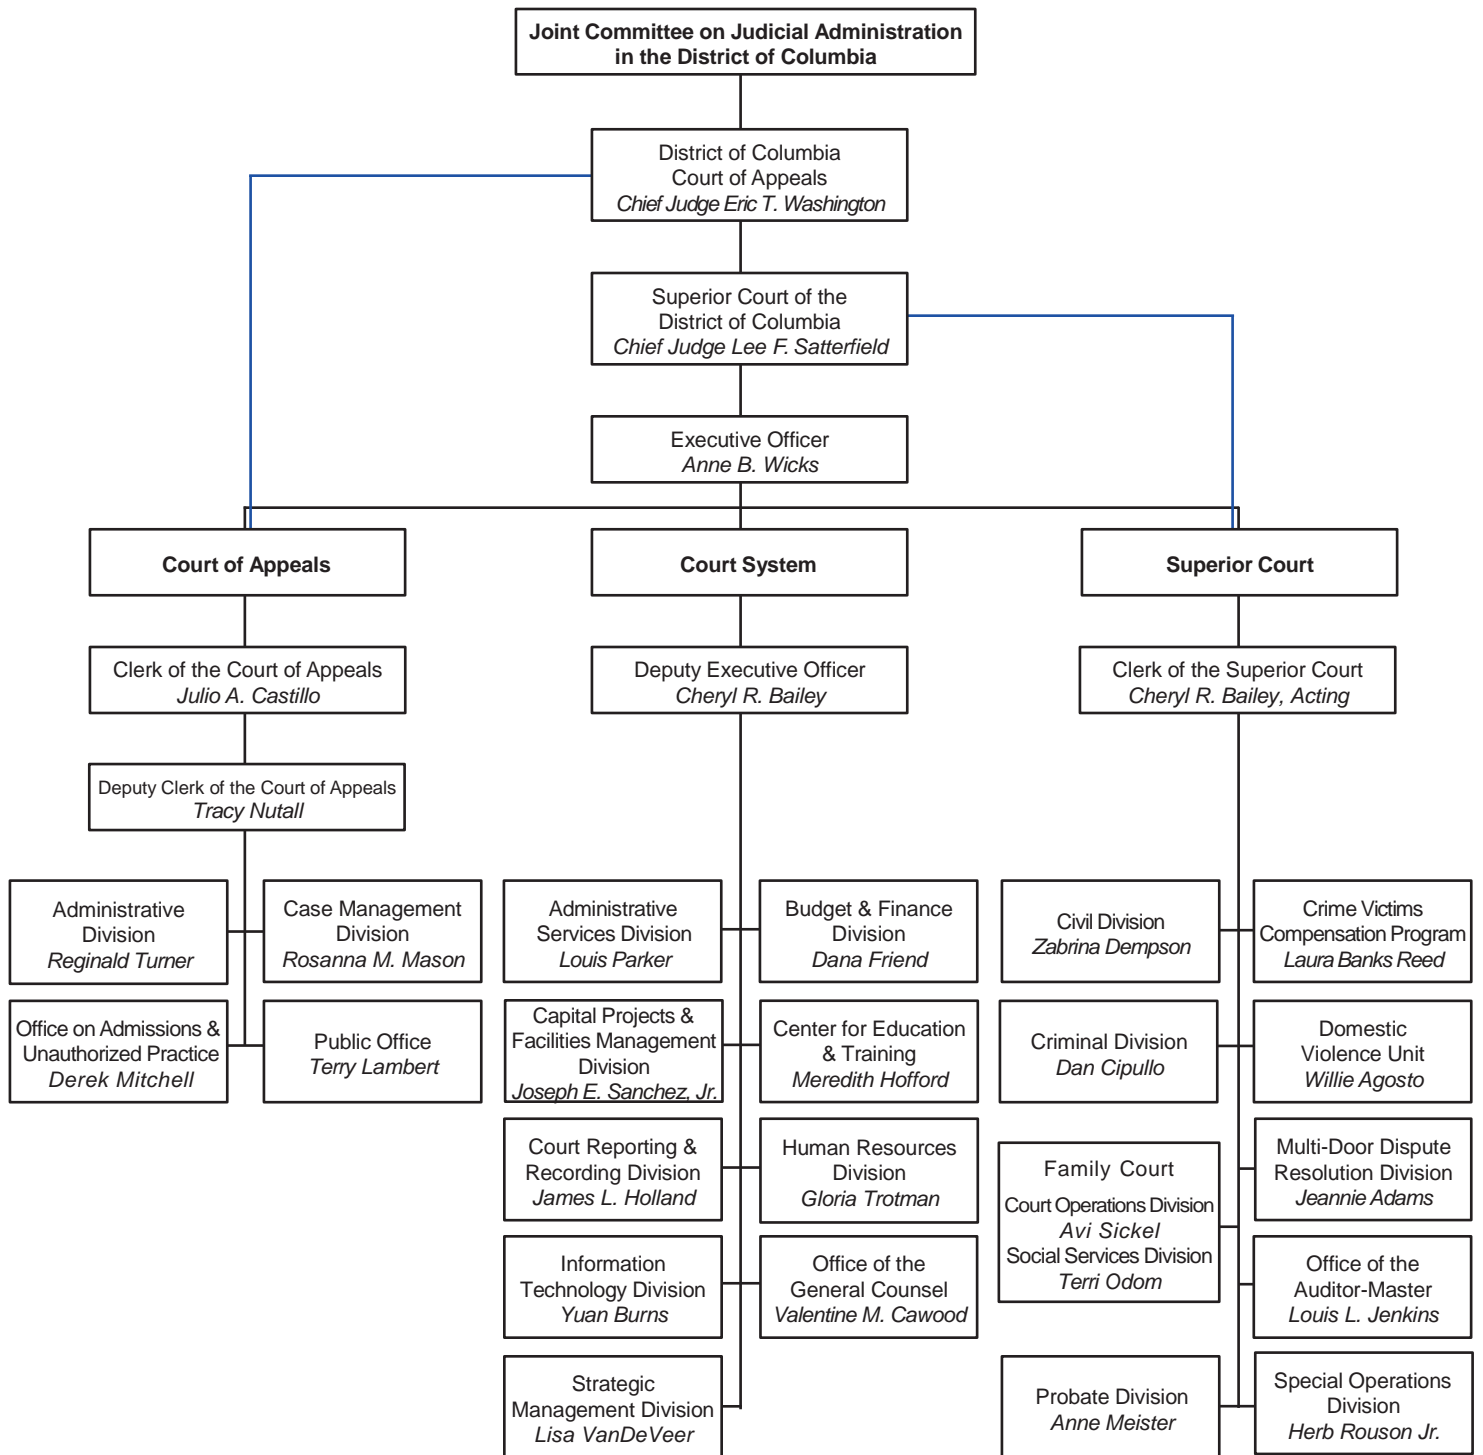 Joint Committee on Judicial Administration
in the District of Columbia
District of Columbia
Court of Appeals
Chief Judge Eric T. Washington
Superior Court of the
District of Columbia
Chief Judge Lee F. Satterfield
Executive Officer
Anne B. Wicks
Court of Appeals
Court System
Superior Court
Clerk of the Court of Appeals
Julio A. Castillo
Deputy Executive Officer
Cheryl R. Bailey
Clerk of the Superior Court
Cheryl R. Bailey, Acting
Deputy Clerk of the Court of Appeals
Tracy Nutall
Administrative
Division
Reginald Turner
Case Management
Division
Rosanna M. Mason
Administrative
Services Division
Louis Parker
Budget & Finance
Division
Dana Friend
Civil Division
Zabrina Dempson
Crime Victims
Compensation Program
Laura Banks Reed
Office on Admissions &
Unauthorized Practice
Derek Mitchell
Public Office
Terry Lambert
Capital Projects &
Facilities Management
Division
Joseph E. Sanchez, Jr.
Center for Education
& Training
Meredith Hofford
Criminal Division
Dan Cipullo
Domestic
Violence Unit
Willie Agosto
Court Reporting &
Recording Division
James L. Holland
Human Resources
Division
Gloria Trotman
Family Court
Court Operations Division
Avi Sickel
Social Services Division
Terri Odom
Multi-Door Dispute
Resolution Division
Jeannie Adams
Information
Technology Division
Yuan Burns
Office of the
General Counsel
Valentine M. Cawood
Office of the
Auditor-Master
Louis L. Jenkins
Strategic
Management Division
Lisa VanDeVeer
Probate Division
Anne Meister
Special Operations
Division
Herb Rouson Jr.